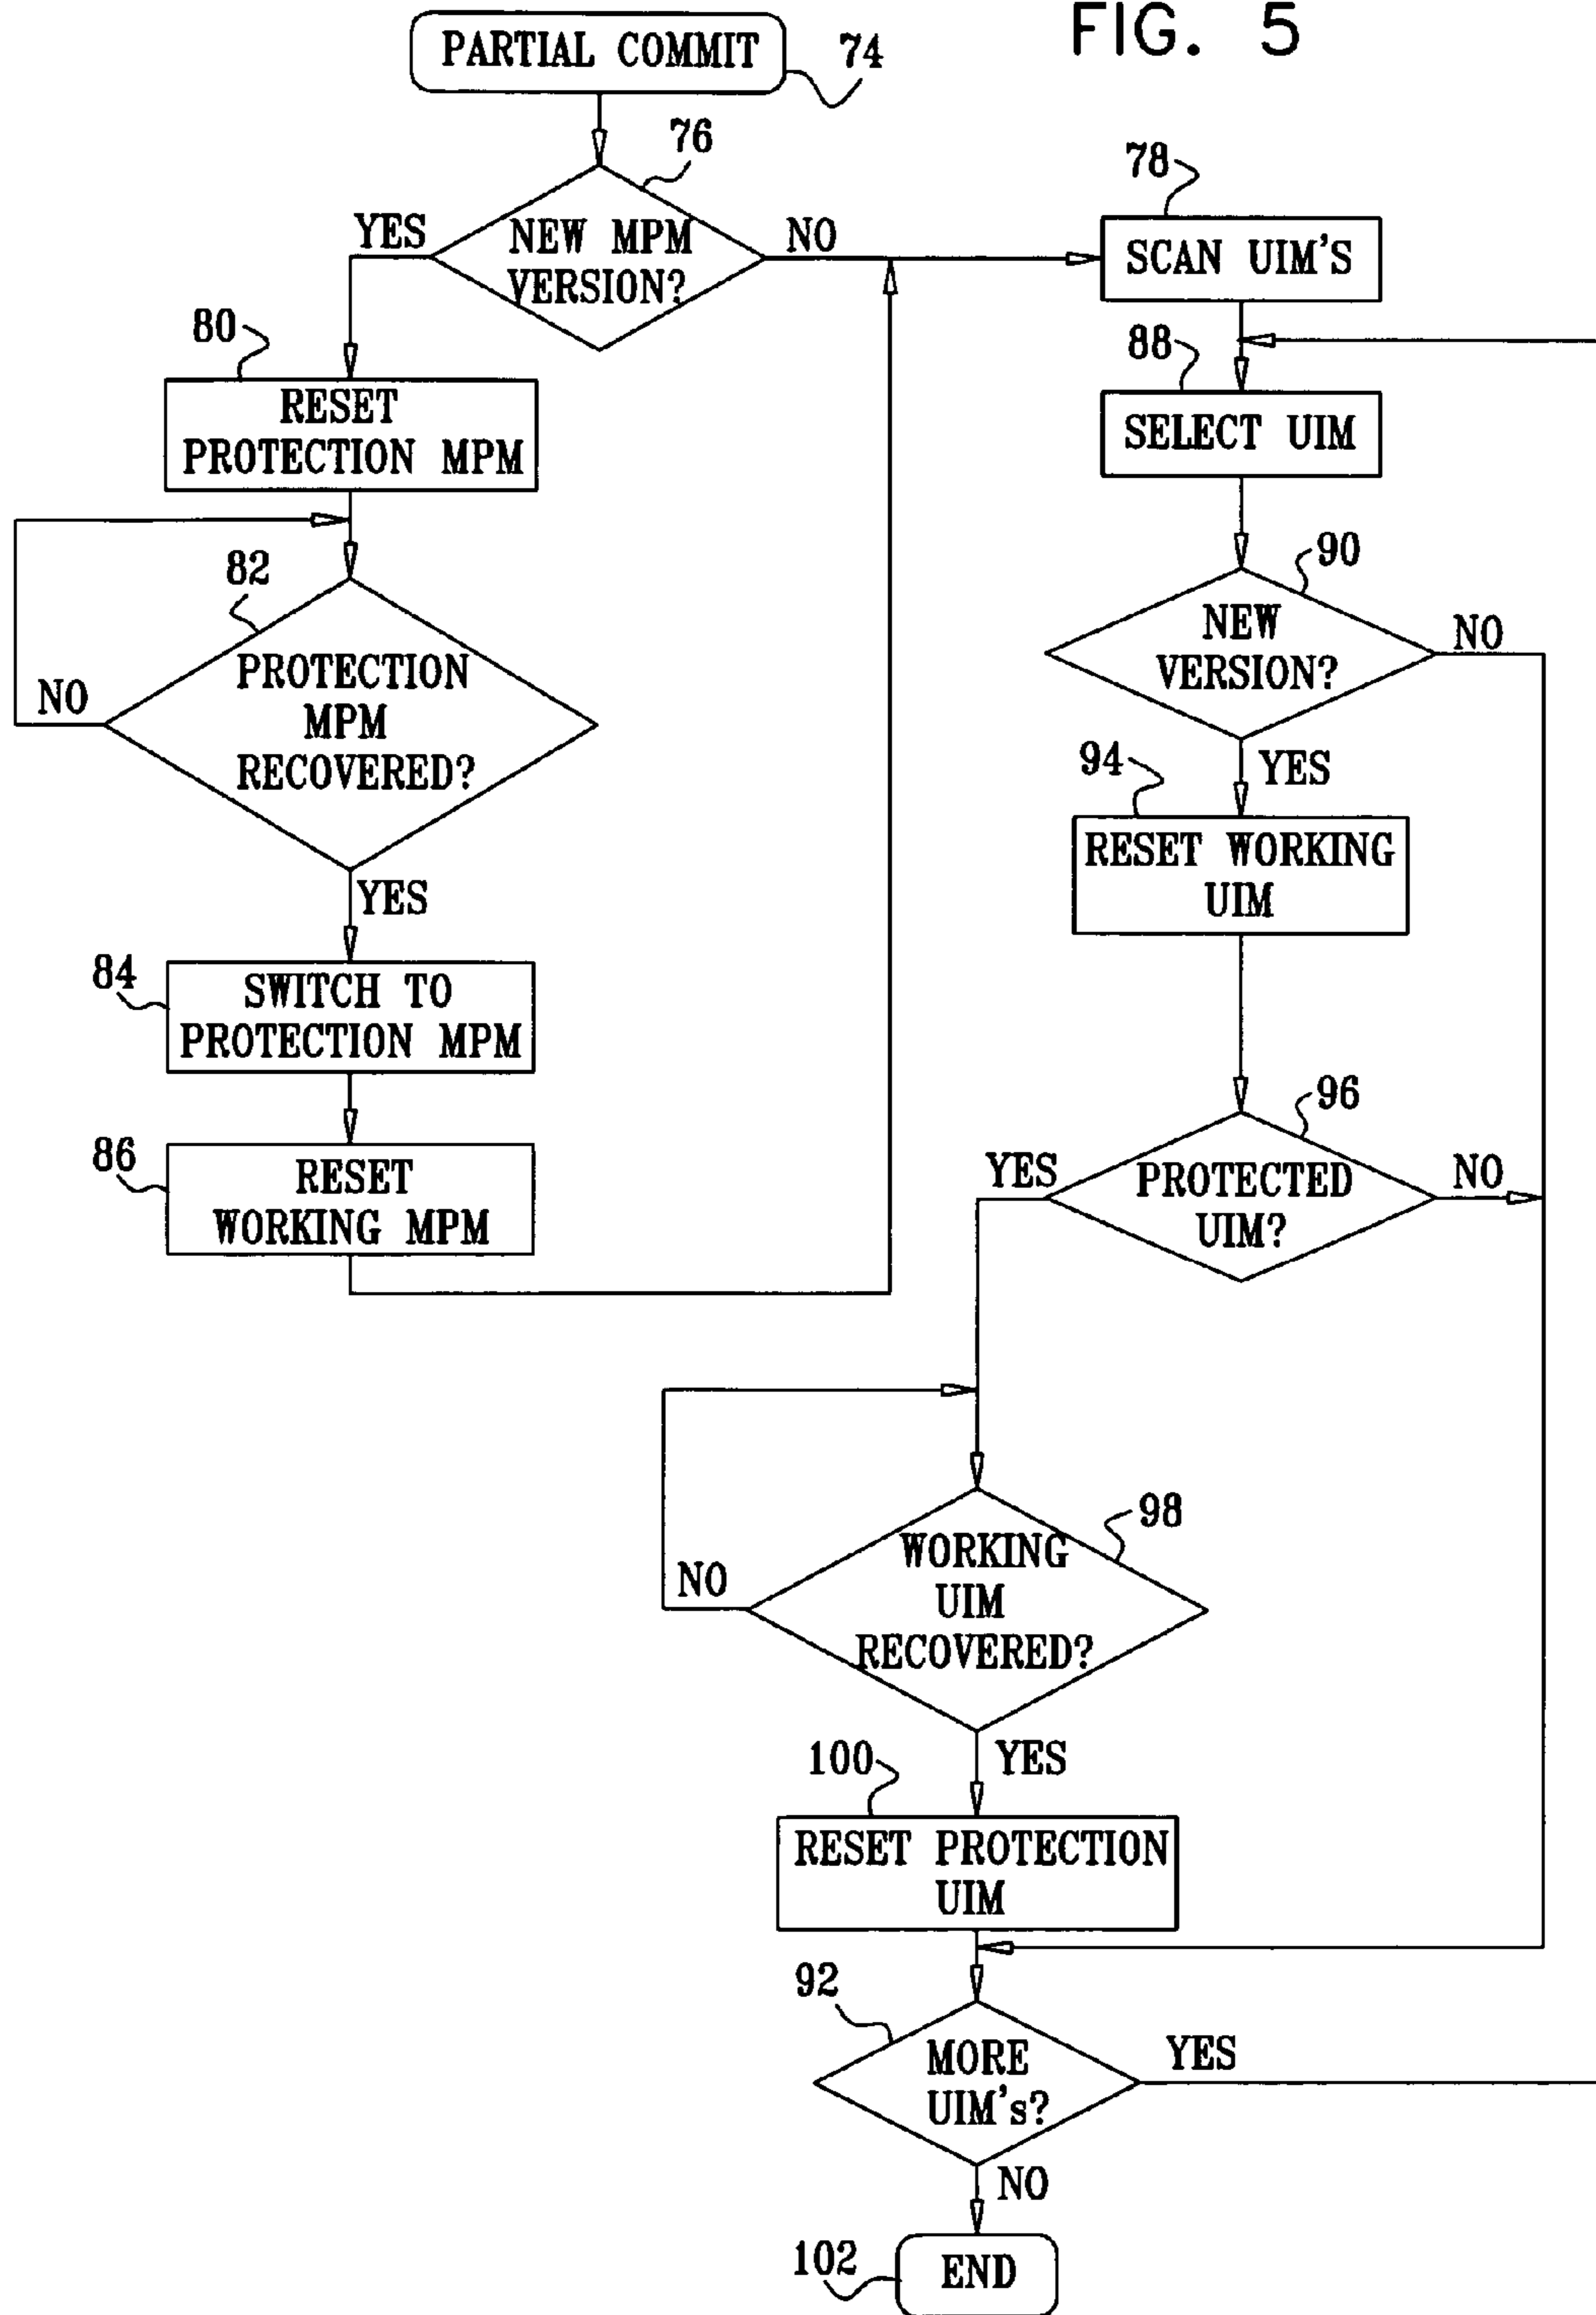 FIG. 5
PARTIAL COMMIT
74
76
NEW MPM
VERSION?
YES
NO
78
SCAN UIM'S
80
RESET
PROTECTION MPM
88
SELECT UIM
82
PROTECTION
MPM
RECOVERED?
NO
YES
90
NEW
VERSION?
NO
YES
94
RESET WORKING
UIM
84
SWITCH TO
PROTECTION MPM
86
RESET
WORKING MPM
96
PROTECTED
UIM?
YES
NO
98
WORKING
UIM
RECOVERED?
NO
YES
100
RESET PROTECTION
UIM
92
MORE
UIM's?
YES
NO
102
END